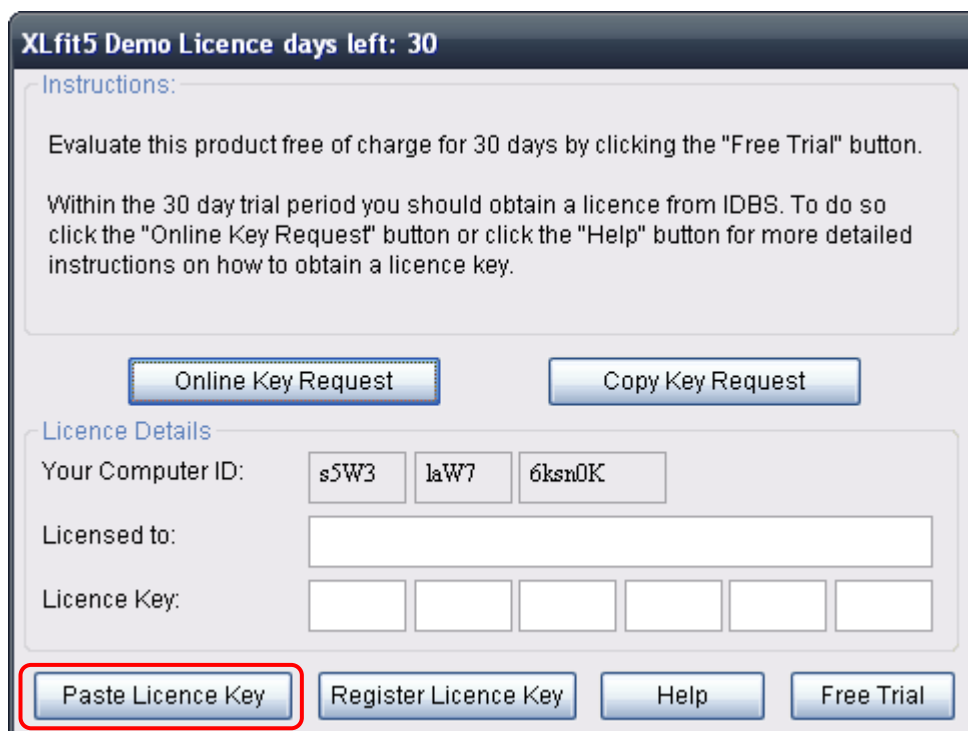 XLfit5 Demo Licence days left: 30
Instructions:
Evaluate this product free of charge for 30 days by clicking the "Free Trial" button.
Within the 30 day trial period you should obtain a licence from IDBS. To do so
click the "Online Key Request" button or click the "Help" button for more detailed
instructions on how to obtain a licence key.
Online Key Request Copy Key Request
Licence Details
Your Computer ID: s5W3 laW7 6ksn0K
Licensed to:
Licence Key:
Paste Licence Key Register Licence Key Help Free Trial